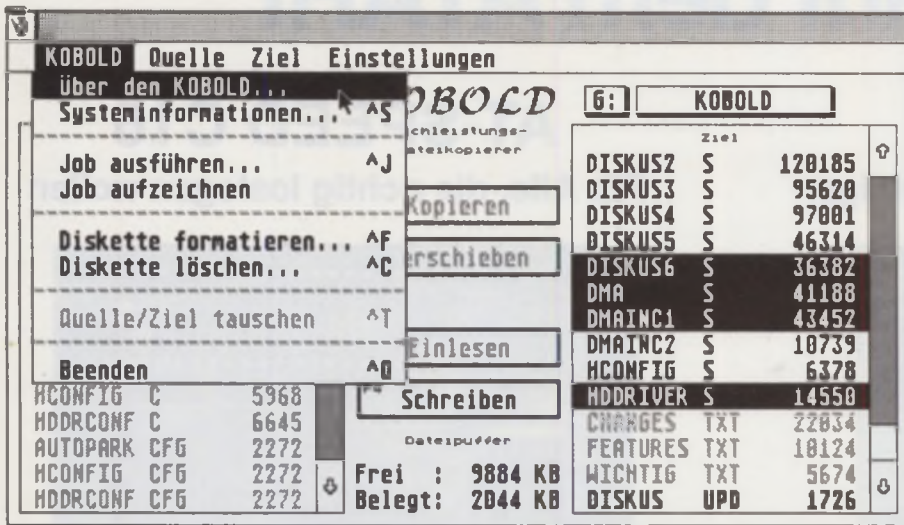 KOBOLD Quelle Ziel Einstellungen
Über den KOBOLD...
Systeminformationen... ^S
Job ausführen... ^J
Job aufzeichnen
Diskette formatieren... ^F
Diskette löschen... ^C
Quelle/Ziel tauschen ^T
Beenden ^Q
HCONFIG C 5968
HDDRCONF C 6645
AUTOPARK CFG 2272
HCONFIG CFG 2272
HDDRCONF CFG 2272
OBOLD
chleistungs-
ateikopierer
Kopieren
erschieben
Einlesen
Schreiben
Dateipuffer
Frei : 9884 KB
Belegt: 2044 KB
G: KOBOLD
Ziel
DISKUS2 S 120185
DISKUS3 S 95620
DISKUS4 S 97001
DISKUS5 S 46314
DISKUS6 S 36382
DMA S 41188
DMAINC1 S 43452
DMAINC2 S 10739
HCONFIG S 6378
HDDRIVER S 14550
CHANGES TXT 22034
FEATURES TXT 10124
WICHTIG TXT 5674
DISKUS UPD 1726